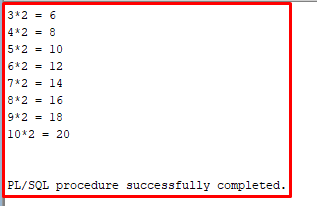 3*2 = 6
4*2 = 8
5*2 = 10
6*2 = 12
7*2 = 14
8*2 = 16
9*2 = 18
10*2 = 20
PL/SQL procedure successfully completed.